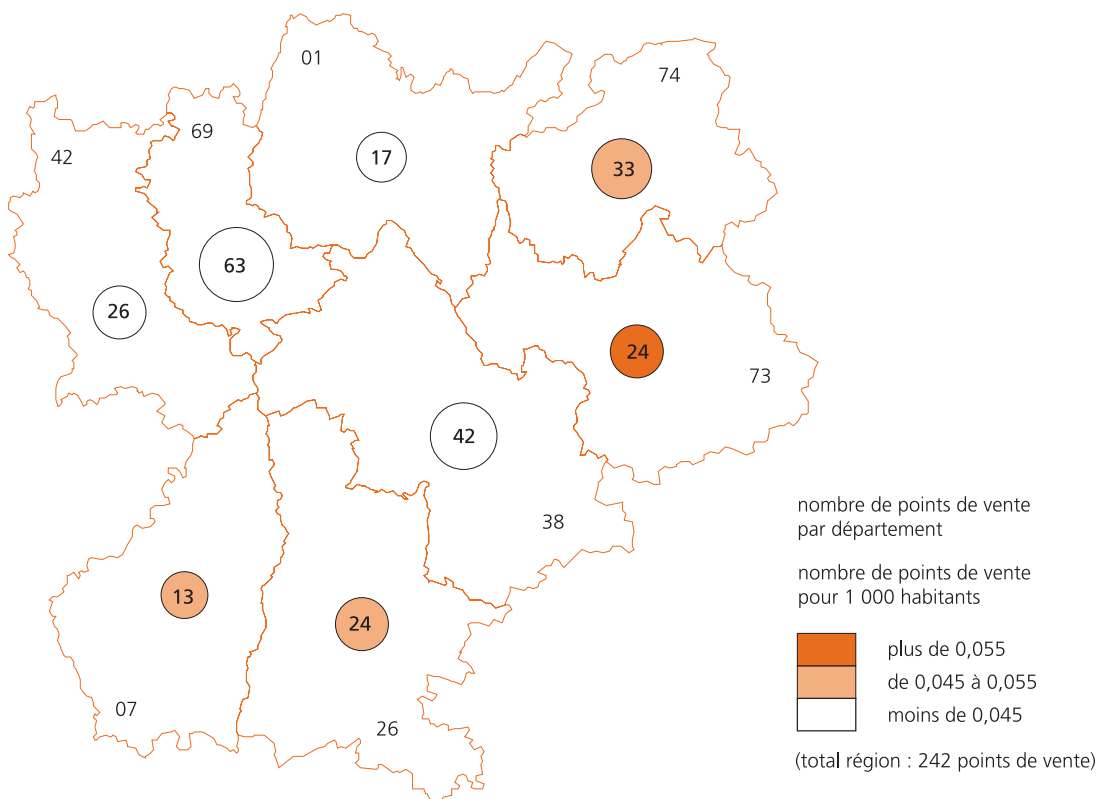 01
74
69
42
17
33
63
26
24
73
42
38
13
24
07
26
nombre de points de vente
par département
nombre de points de vente
pour 1 000 habitants
plus de 0,055
de 0,045 à 0,055
moins de 0,045
(total région : 242 points de vente)